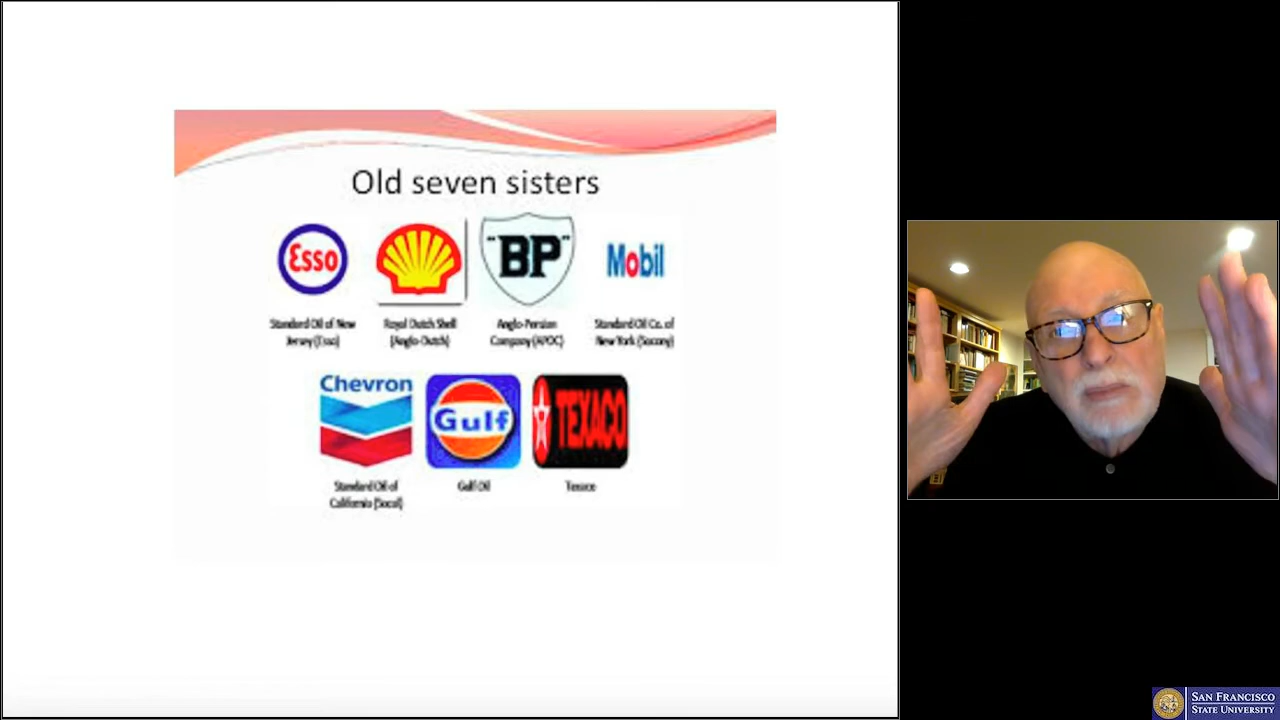 Old seven sisters
Esso
"BP"
Mobil
Standard Oil of New
Jersey (Esso)
Royal Dutch Shell
(Anglo-Dutch)
Anglo-Persian
Company (APOC)
Standard Oil Co. of
New York (Socony)
Chevron
Gulf
TEXACO
Standard Oil of
California (Socal)
Gulf Oil
Texaco
SAN FRANCISCO
STATE UNIVERSITY